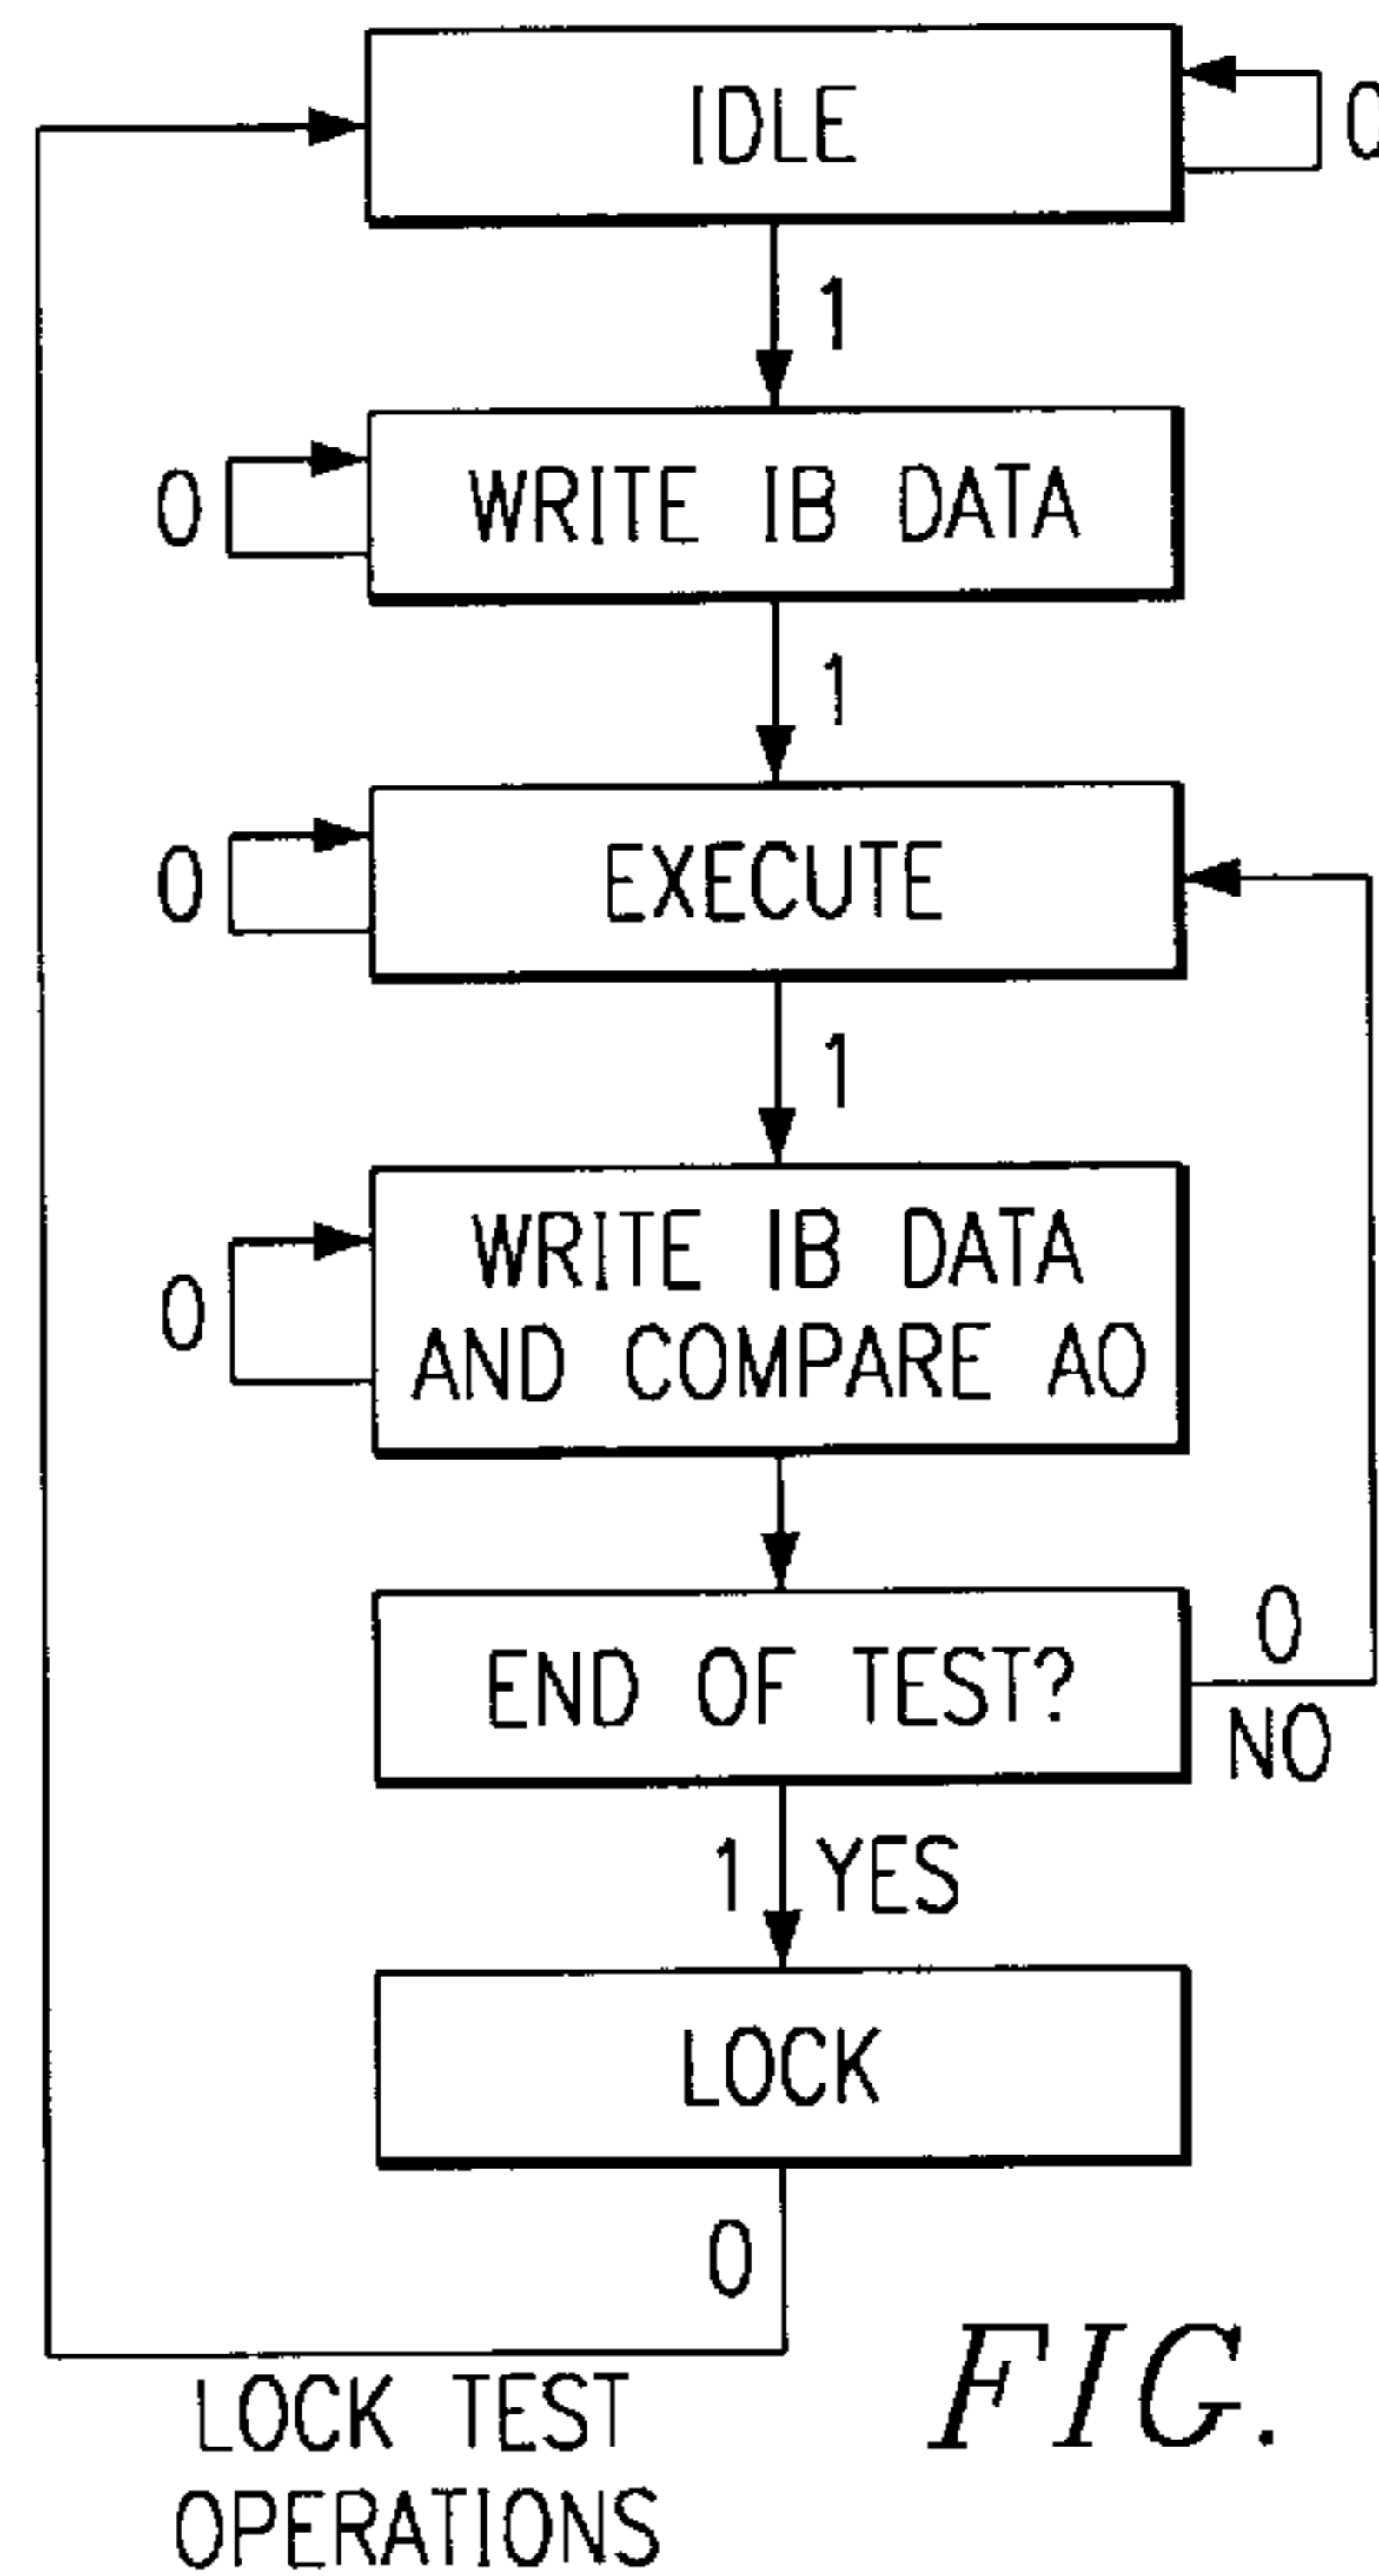 IDLE
0
1
WRITE IB DATA
0
1
EXECUTE
0
1
WRITE IB DATA
AND COMPARE AO
0
END OF TEST?
0
NO
1 YES
LOCK
0
LOCK TEST
OPERATIONS
FIG.